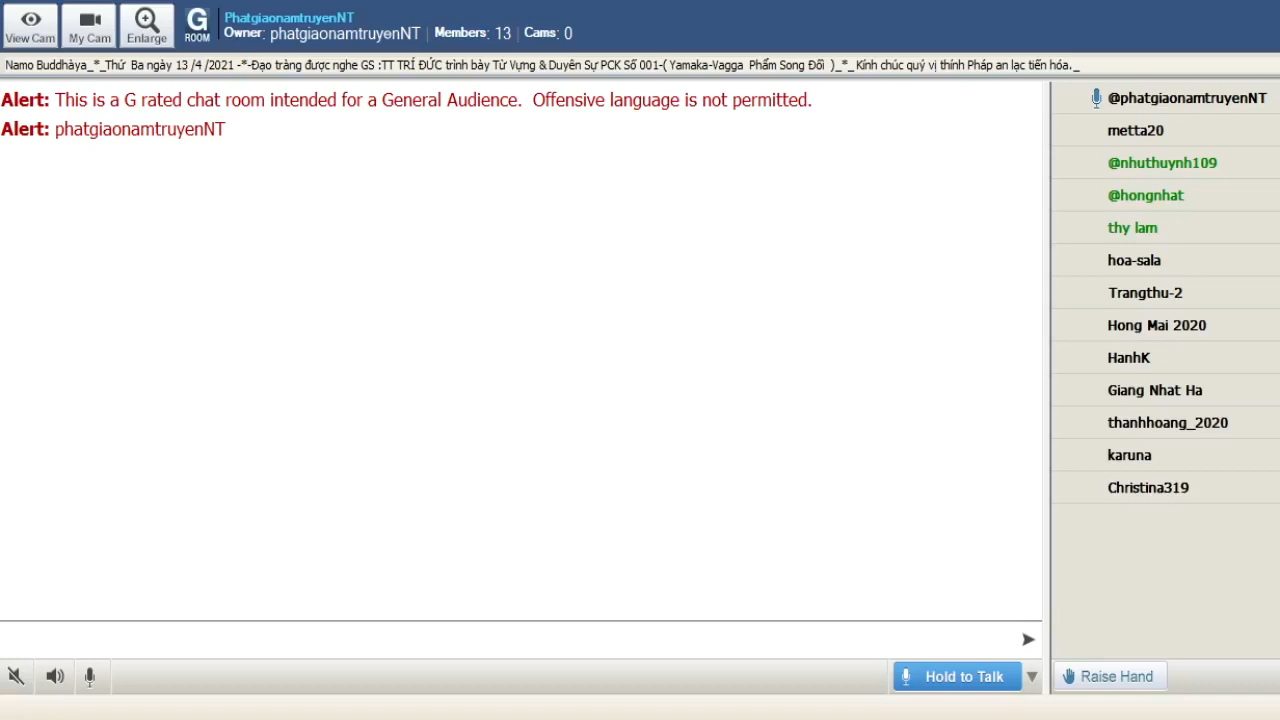 View Cam
My Cam
Enlarge
G
ROOM
PhatgiaonamtruyenNT
Owner: phatgiaonamtruyenNT | Members: 13 | Cams: 0
Namo Buddhàya_*_Thứ Ba ngày 13 /4 /2021 -*-Đạo tràng được nghe GS :TT TRÍ ĐỨC trình bày Từ Vựng & Duyên Sự PCK Số 001-( Yamaka-Vagga Phẩm Song Đối )_*_ Kính chúc quý vị thính Pháp an lạc tiến hóa._
Alert: This is a G rated chat room intended for a General Audience. Offensive language is not permitted.
Alert: phatgiaonamtruyenNT
@phatgiaonamtruyenNT
metta20
@nhuthuynh109
@hongnhat
thy lam
hoa-sala
Trangthu-2
Hong Mai 2020
HanhK
Giang Nhat Ha
thanhhoang_2020
karuna
Christina319
Hold to Talk
Raise Hand